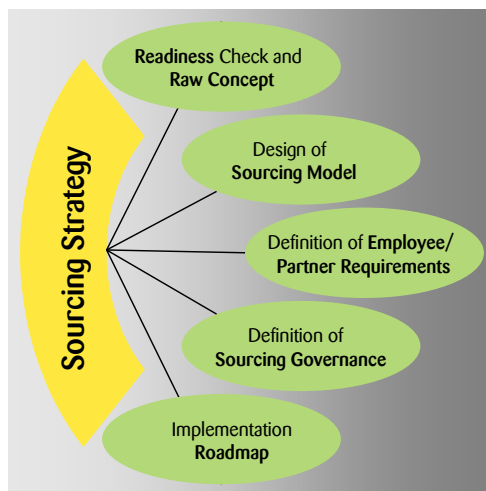 Sourcing Strategy
Readiness Check and
Raw Concept
Design of
Sourcing Model
Definition of Employee/
Partner Requirements
Definition of
Sourcing Governance
Implementation
Roadmap